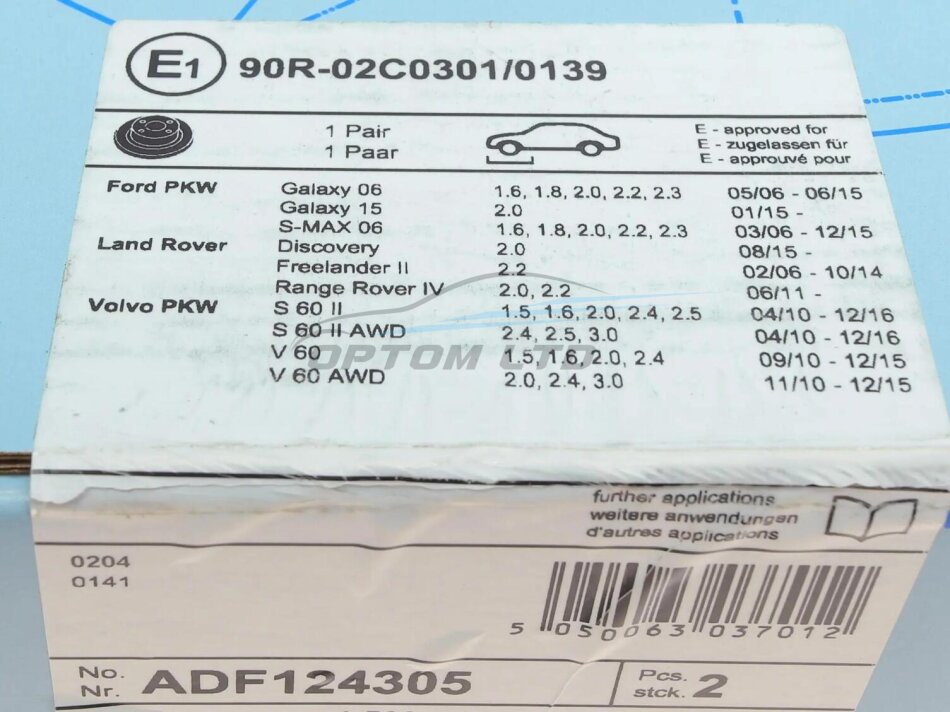 E1 90R-02C0301/0139
1 Pair
1 Paar
E - approved for
E - zugelassen für
E - approuvé pour
Ford PKW Galaxy 06 1.6, 1.8, 2.0, 2.2, 2.3 05/06 - 06/15
Galaxy 15 2.0 01/15 -
S-MAX 06 1.6, 1.8, 2.0, 2.2, 2.3 03/06 - 12/15
Land Rover Discovery 2.0 08/15 -
Freelander II 2.2 02/06 - 10/14
Range Rover IV 2.0, 2.2 06/11 -
Volvo PKW S 60 II 1.5, 1.6, 2.0, 2.4, 2.5 04/10 - 12/16
S 60 II AWD 2.4, 2.5, 3.0 04/10 - 12/16
V 60 1.5, 1.6, 2.0, 2.4 09/10 - 12/15
V 60 AWD 2.0, 2.4, 3.0 11/10 - 12/15
OPTOM LTD
further applications
weitere anwendungen
d'autres applications
0204
0141
5 050063 037012
No.
Nr. ADF124305
Pcs.
stck. 2